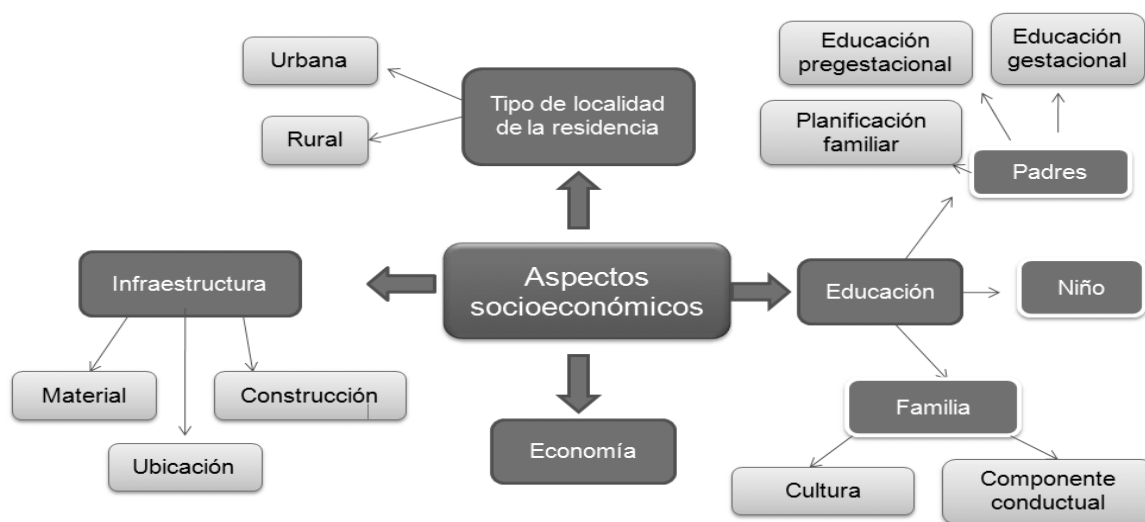 Urbana
Rural
Tipo de localidad
de la residencia
Educación
pregestacional
Educación
gestacional
Planificación
familiar
Padres
Infraestructura
Aspectos
socioeconómicos
Educación
Niño
Material
Construcción
Ubicación
Economía
Familia
Cultura
Componente
conductual